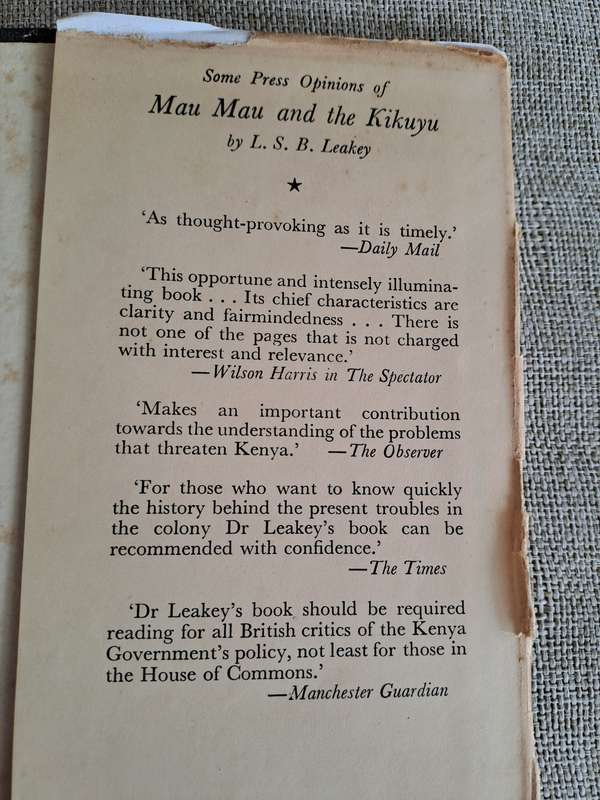 Some Press Opinions of
Mau Mau and the Kikuyu
by L. S. B. Leakey
★
‘As thought-provoking as it is timely.’
—Daily Mail
‘This opportune and intensely illumina-
ting book . . . Its chief characteristics are
clarity and fairmindedness . . . There is
not one of the pages that is not charged
with interest and relevance.’
—Wilson Harris in The Spectator
‘Makes an important contribution
towards the understanding of the problems
that threaten Kenya.’ —The Observer
‘For those who want to know quickly
the history behind the present troubles in
the colony Dr Leakey’s book can be
recommended with confidence.’
—The Times
‘Dr Leakey’s book should be required
reading for all British critics of the Kenya
Government’s policy, not least for those in
the House of Commons.’
—Manchester Guardian